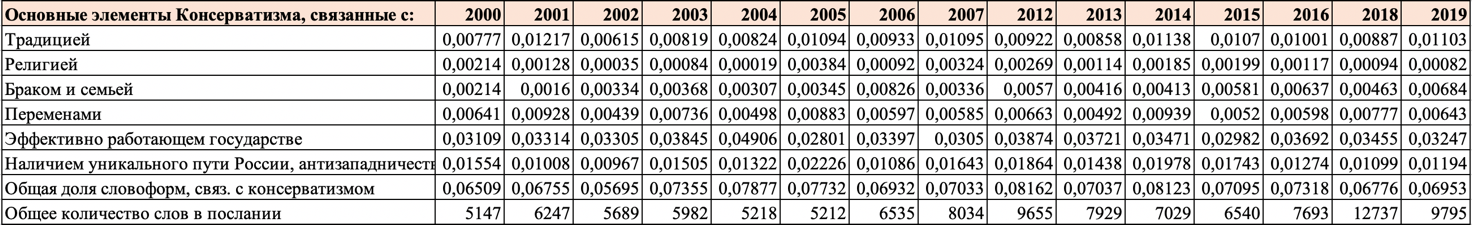 Основные элементы Консерватизма, связанные с: 2000 2001 2002 2003 2004 2005 2006 2007 2012 2013 2014 2015 2016 2018 2019
Традицией 0,00777 0,01217 0,00615 0,00819 0,00824 0,01094 0,00933 0,01095 0,00922 0,00858 0,01138 0,0107 0,01001 0,00887 0,01103
Религией 0,00214 0,00128 0,00035 0,00084 0,00019 0,00384 0,00092 0,00324 0,00269 0,00114 0,00185 0,00199 0,00117 0,00094 0,00082
Браком и семьей 0,00214 0,0016 0,00334 0,00368 0,00307 0,00345 0,00826 0,00336 0,0057 0,00416 0,00413 0,00581 0,00637 0,00463 0,00684
Переменами 0,00641 0,00928 0,00439 0,00736 0,00498 0,00883 0,00597 0,00585 0,00663 0,00492 0,00939 0,0052 0,00598 0,00777 0,00643
Эффективно работающем государстве 0,03109 0,03314 0,03305 0,03845 0,04906 0,02801 0,03397 0,0305 0,03874 0,03721 0,03471 0,02982 0,03692 0,03455 0,03247
Наличием уникального пути России, антизападничеств 0,01554 0,01008 0,00967 0,01505 0,01322 0,02226 0,01086 0,01643 0,01864 0,01438 0,01978 0,01743 0,01274 0,01099 0,01194
Общая доля словоформ, связ. с консерватизмом 0,06509 0,06755 0,05695 0,07355 0,07877 0,07732 0,06932 0,07033 0,08162 0,07037 0,08123 0,07095 0,07318 0,06776 0,06953
Общее количество слов в послании 5147 6247 5689 5982 5218 5212 6535 8034 9655 7929 7029 6540 7693 12737 9795